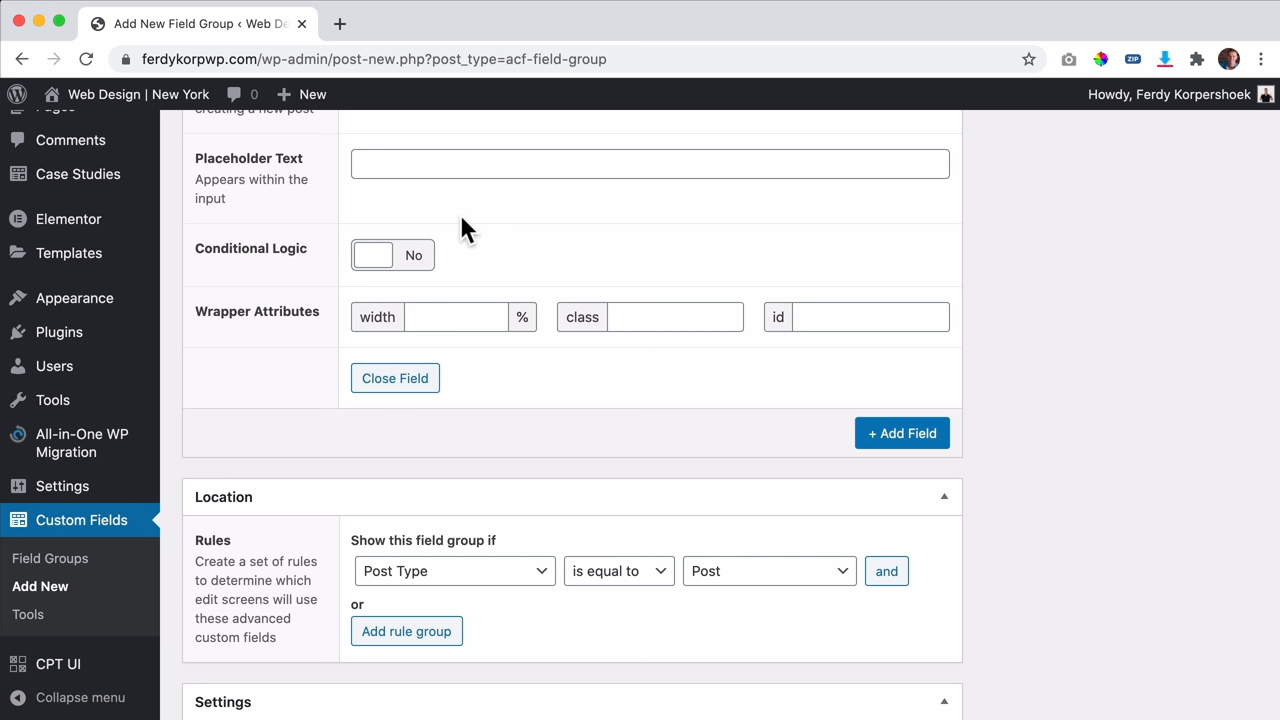 Add New Field Group ‹ Web De
ferdykorpwp.com/wp-admin/post-new.php?post_type=acf-field-group
ZIP
Web Design | New York
0
New
Howdy, Ferdy Korpershoek
Pages
Comments
Case Studies
Elementor
Templates
Appearance
Plugins
Users
Tools
All-in-One WP
Migration
Settings
Custom Fields
Field Groups
Add New
Tools
CPT UI
Collapse menu
creating a new post
Placeholder Text
Appears within the
input
Conditional Logic
No
Wrapper Attributes
width
%
class
id
Close Field
+ Add Field
Location
Rules
Create a set of rules
to determine which
edit screens will use
these advanced
custom fields
Show this field group if
Post Type
is equal to
Post
and
or
Add rule group
Settings